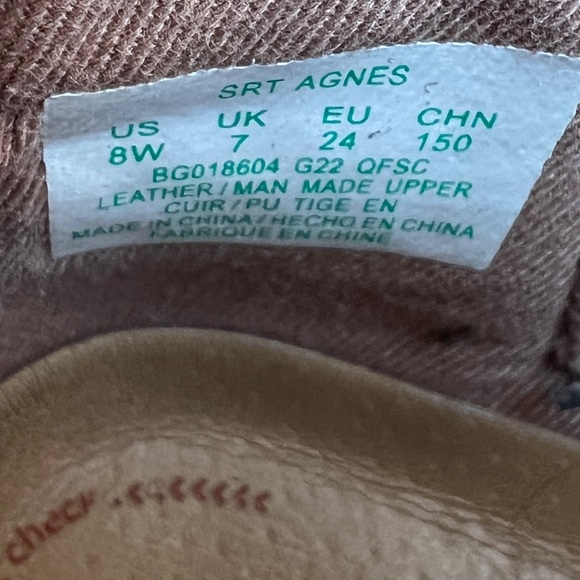 SRT AGNES
US UK EU CHN
8W 7 24 150
BG018604 G22 QFSC
LEATHER/MAN MADE UPPER
CUIR/PU TIGE EN
MADE IN CHINA/HECHO EN CHINA
FABRIQUE EN CHINE
check